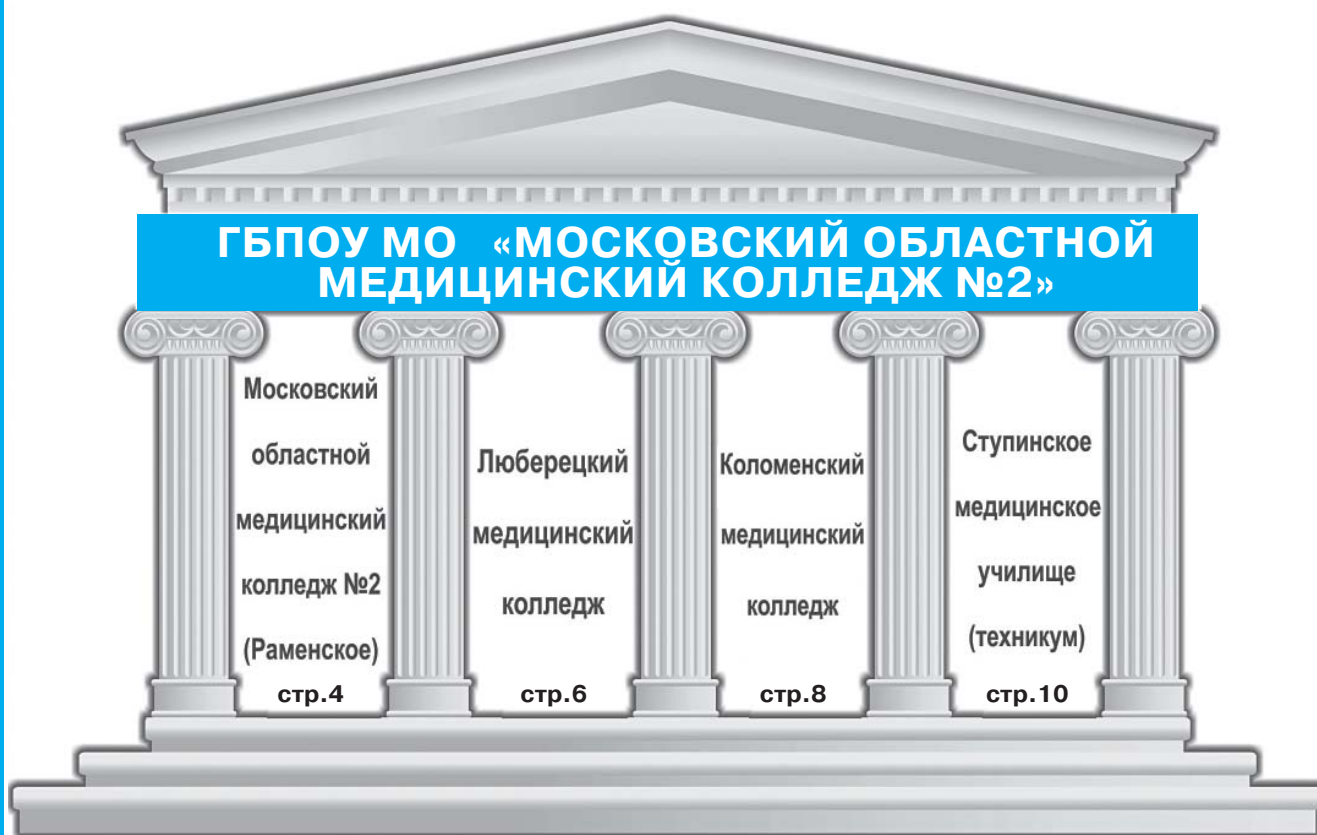 ГБПОУ МО «МОСКОВСКИЙ ОБЛАСТНОЙ
МЕДИЦИНСКИЙ КОЛЛЕДЖ №2»
Московский
областной
медицинский
колледж №2
(Раменское)
стр.4
Люберецкий
медицинский
колледж
стр.6
Коломенский
медицинский
колледж
стр.8
Ступинское
медицинское
училище
(техникум)
стр.10